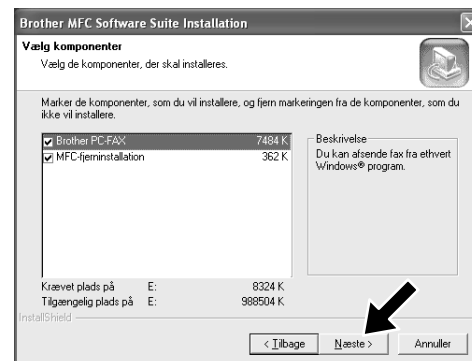 Brother MFC Software Suite Installation
Vælg komponenter
Vælg de komponenter, der skal installeres.
Marker de komponenter, som du vil installere, og fjern markeringen fra de komponenter, som du
ikke vil installere.
Brother PC-FAX 7484 K
MFC-fjerninstallation 362 K
Beskrivelse
Du kan afsende fax fra ethvert
Windows® program.
Krævet plads på E: 8324 K
Tilgængelig plads på E: 988504 K
InstallShield
< Tilbage Næste > Annuller